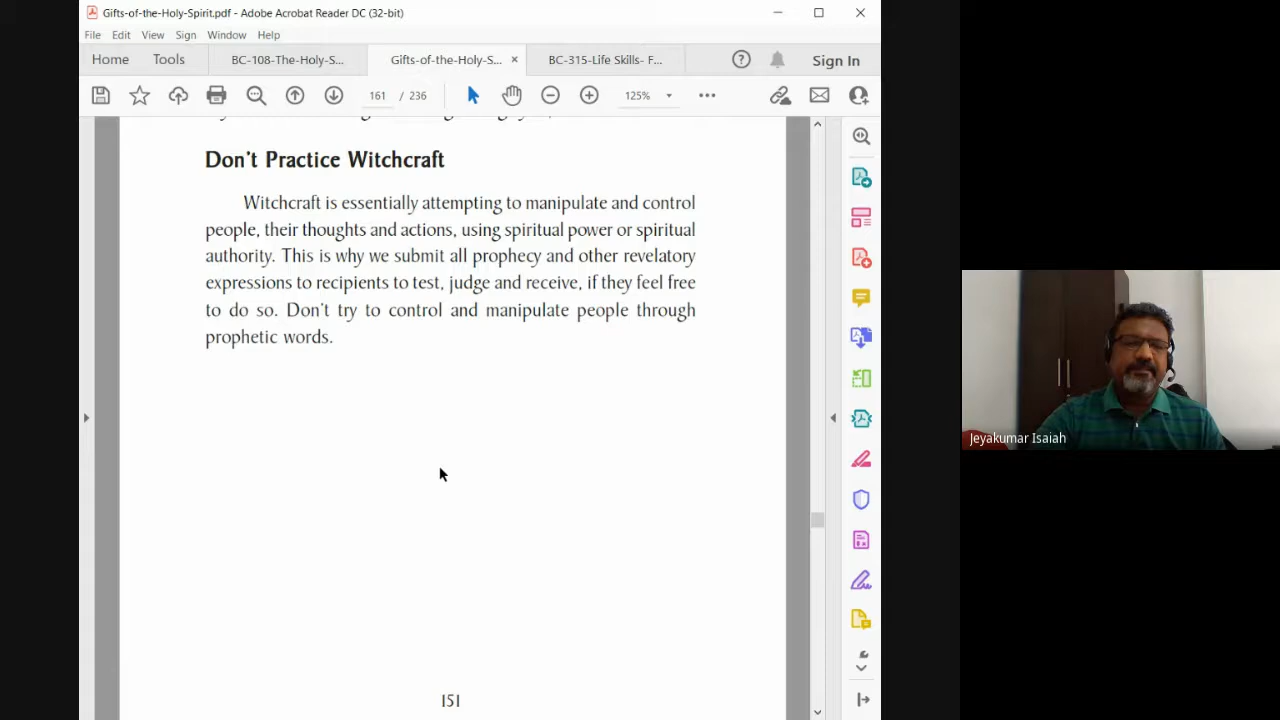 Gifts-of-the-Holy-Spirit.pdf - Adobe Acrobat Reader DC (32-bit)
File Edit View Sign Window Help
Home Tools BC-108-The-Holy-S... Gifts-of-the-Holy-S... × BC-315-Life Skills- F... Sign In
161 / 236 125%
Don't Practice Witchcraft
Witchcraft is essentially attempting to manipulate and control
people, their thoughts and actions, using spiritual power or spiritual
authority. This is why we submit all prophecy and other revelatory
expressions to recipients to test, judge and receive, if they feel free
to do so. Don't try to control and manipulate people through
prophetic words.
151
Jeyakumar Isaiah